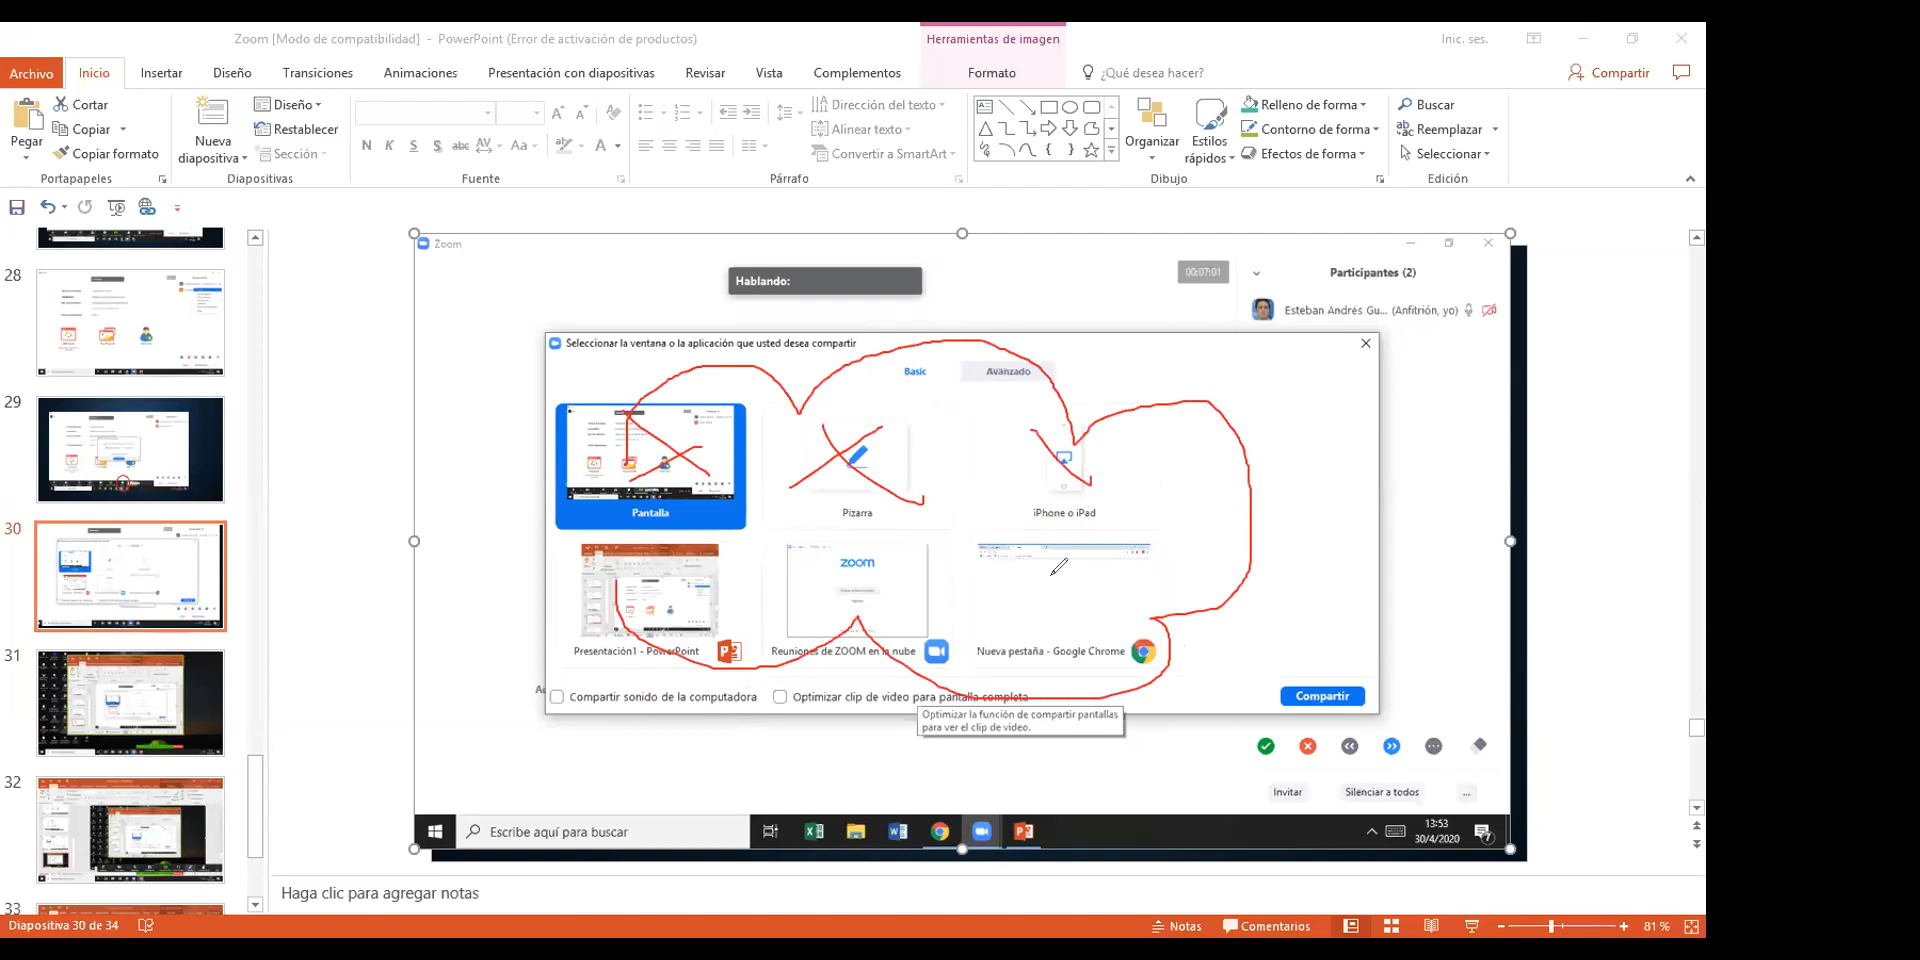 Zoom [Modo de compatibilidad] - PowerPoint (Error de activación de productos)
Herramientas de imagen
Inic. ses.
Archivo
Inicio
Insertar
Diseño
Transiciones
Animaciones
Presentación con diapositivas
Revisar
Vista
Complementos
Formato
¿Qué desea hacer?
Compartir
Pegar
Cortar
Copiar
Copiar formato
Portapapeles
Nueva diapositiva
Diseño
Restablecer
Sección
Diapositivas
N K S S abc AV Aa A
Fuente
Dirección del texto
Alinear texto
Convertir a SmartArt
Párrafo
Organizar
Estilos rápidos
Relleno de forma
Contorno de forma
Efectos de forma
Dibujo
Buscar
Reemplazar
Seleccionar
Edición
28
29
30
31
32
33
Zoom
Hablando:
00:07:01
Participantes (2)
Esteban Andrés Gu... (Anfitrión, yo)
Seleccionar la ventana o la aplicación que usted desea compartir
Basic
Avanzado
Pantalla
Pizarra
iPhone o iPad
zoom
Presentación1 - PowerPoint
Reuniones de ZOOM en la nube
Nueva pestaña - Google Chrome
Compartir sonido de la computadora
Optimizar clip de video para pantalla completa
Compartir
Optimizar la función de compartir pantallas
para ver el clip de video.
Invitar
Silenciar a todos
...
Escribe aquí para buscar
13:53
30/4/2020
7
Haga clic para agregar notas
Diapositiva 30 de 34
Notas
Comentarios
81 %